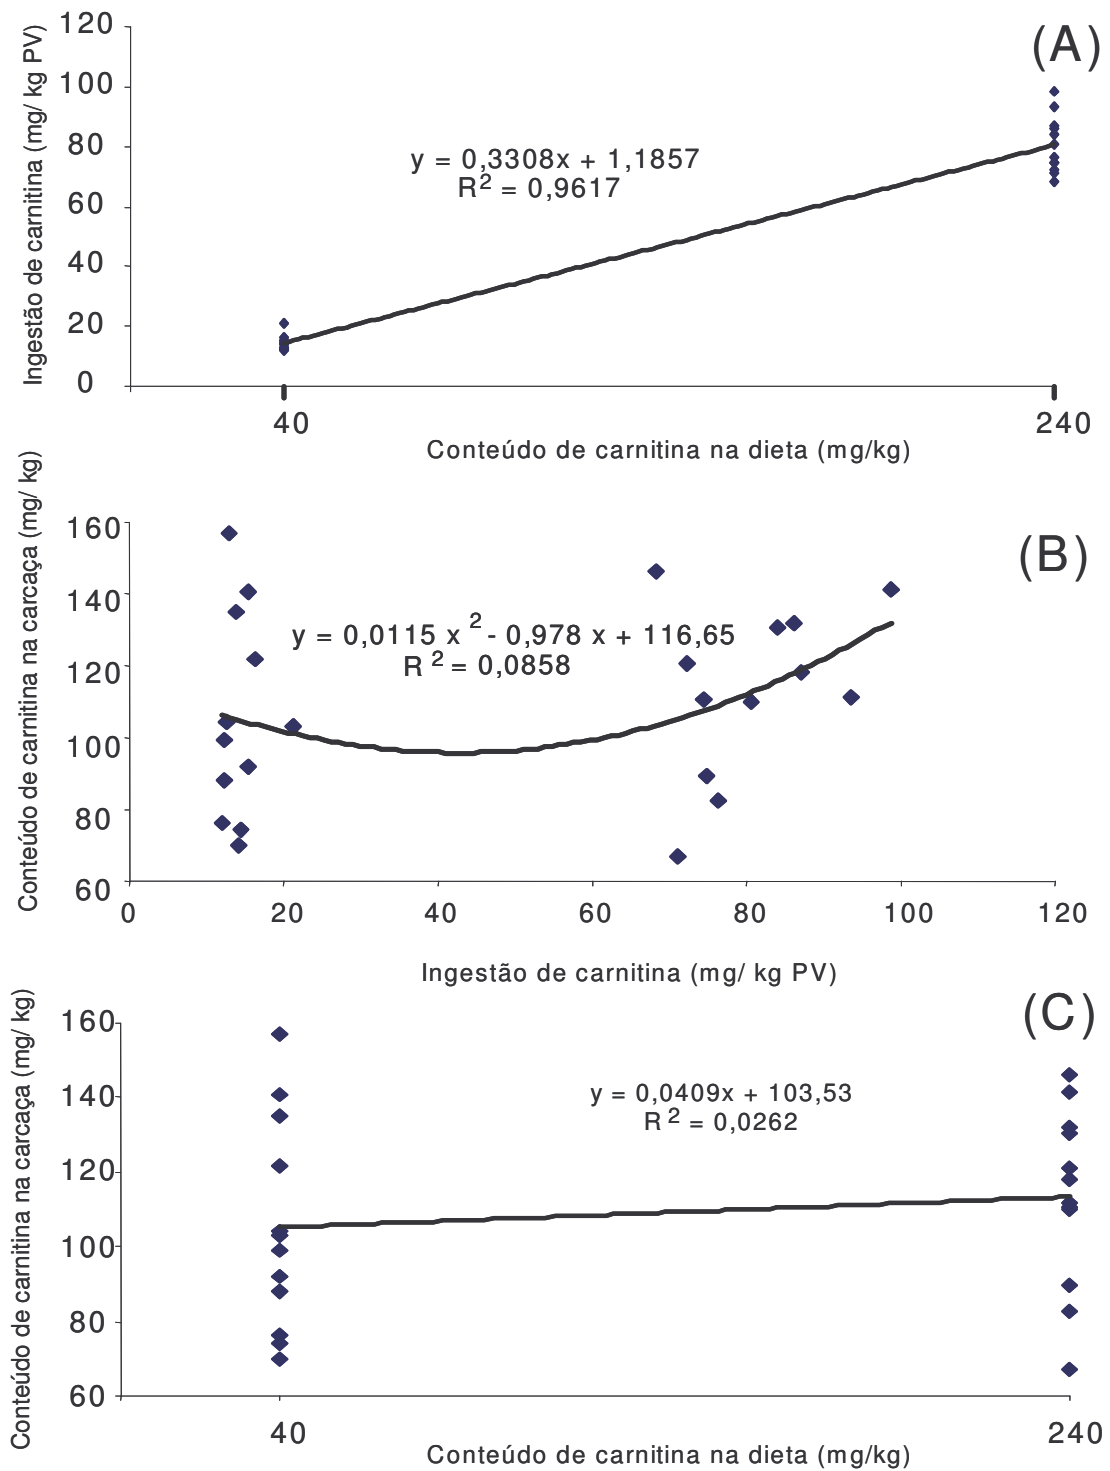 (A)
Ingestão de carnitina (mg/ kg PV)
120
100
80
60
40
20
0
y = 0,3308x + 1,1857
R² = 0,9617
40
240
Conteúdo de carnitina na dieta (mg/kg)
(B)
Conteúdo de carnitina na carcaça (mg/ kg)
160
140
120
100
80
60
y = 0,0115 x² - 0,978 x + 116,65
R² = 0,0858
0 20 40 60 80 100 120
Ingestão de carnitina (mg/ kg PV)
(C)
Conteúdo de carnitina na carcaça (mg/ kg)
160
140
120
100
80
60
y = 0,0409x + 103,53
R² = 0,0262
40
240
Conteúdo de carnitina na dieta (mg/kg)